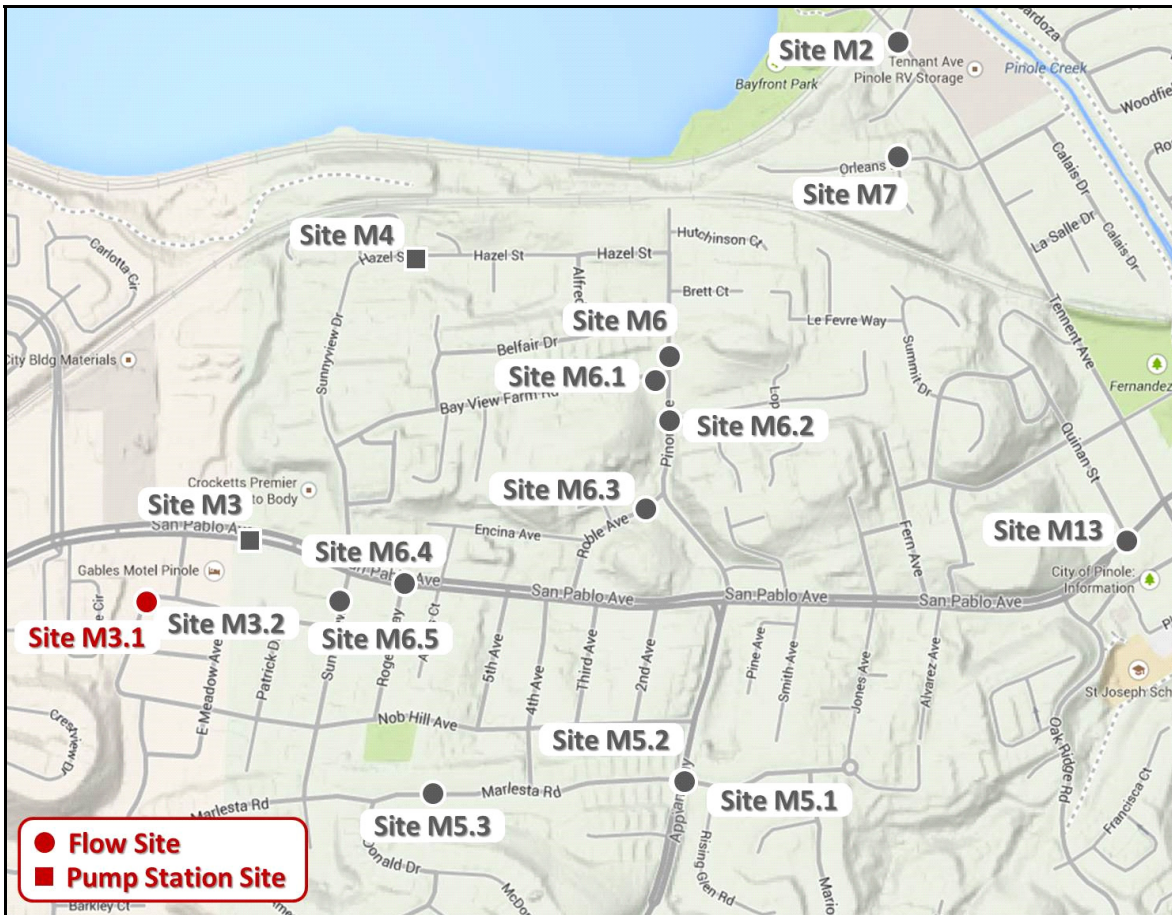 Cardoza
Site M2
Tennant Ave
Pinole RV Storage
Pinole Creek
Bayfront Park
Orleans
Site M7
Calais Dr
La Salle Dr
Calais Dr
Site M4
Carlotta Cir
Hazel St
Hazel St
Hutchinson Cr
Brett Ct
Site M6
Le Fevre Way
Tennent Ave
Belfair Dr
City Bldg Materials
Sunnyview Dr
Site M6.1
Summit Dr
Fernandez
Bay View Farm Rd
Site M6.2
Quinan St
Crocketts Premier
to Body
Site M6.3
Site M3
San Pablo Ave
Encina Ave
Roble Ave
Fern Ave
Site M13
Site M6.4
Gables Motel Pinole
San Pablo Ave
San Pablo Ave
San Pablo Ave
San Pablo Ave
City of Pinole:
Information
Site M3.1
Site M3.2
Site M6.5
E Meadow Ave
5th Ave
4th Ave
Third Ave
2nd Ave
Pine Ave
Smith Ave
Jones Ave
Alvarez Ave
St Joseph Sch
Crestview Dr
Nob Hill Ave
Site M5.2
Oak Ridge Rd
Marlesta Rd
Marlesta Rd
Site M5.1
Site M5.3
Francisca Ct
Rising Glen Rd
Flow Site
Pump Station Site
Donald Dr
Barkley Ct